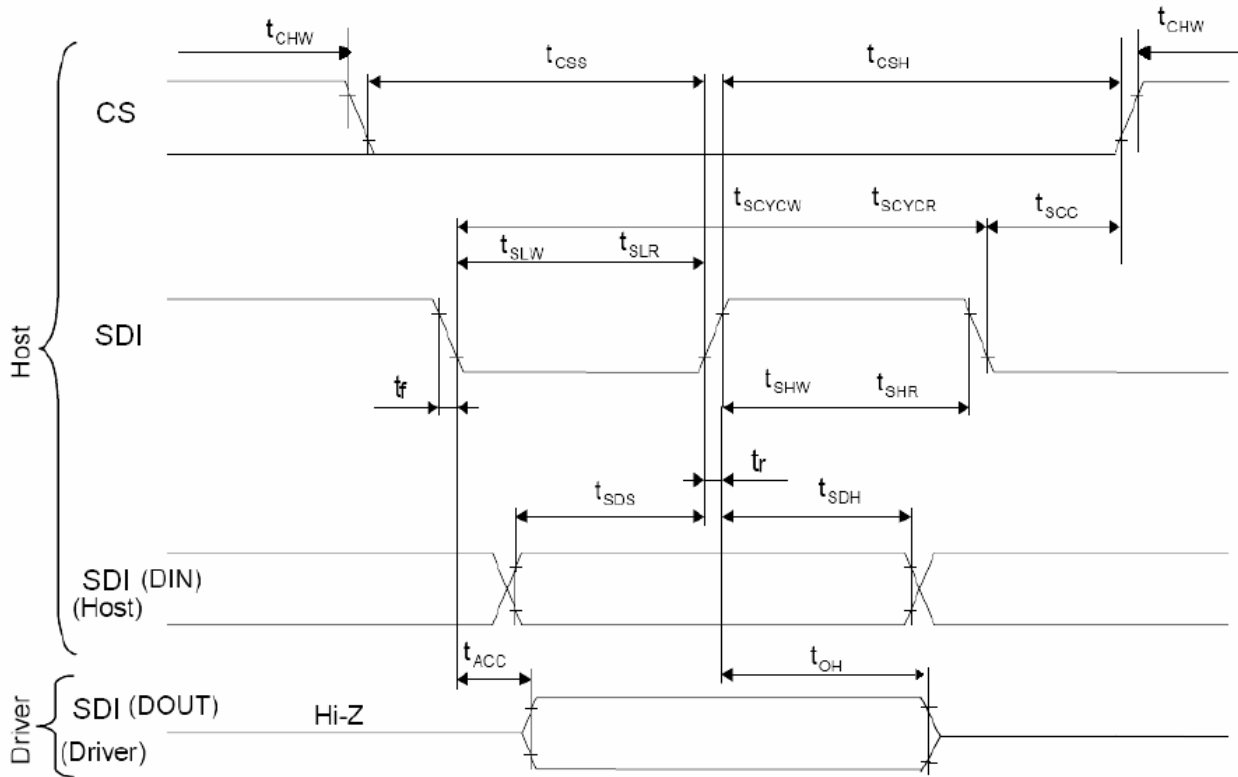 tCHW
tCHW
tCSS
tCSH
CS
tSCYCW tSCYCR
tSCC
tSLW tSLR
Host
SDI
tf
tSHW tSHR
tr
tSDS
tSDH
SDI (DIN)
(Host)
tACC
tOH
Driver
SDI (DOUT)
Hi-Z
(Driver)